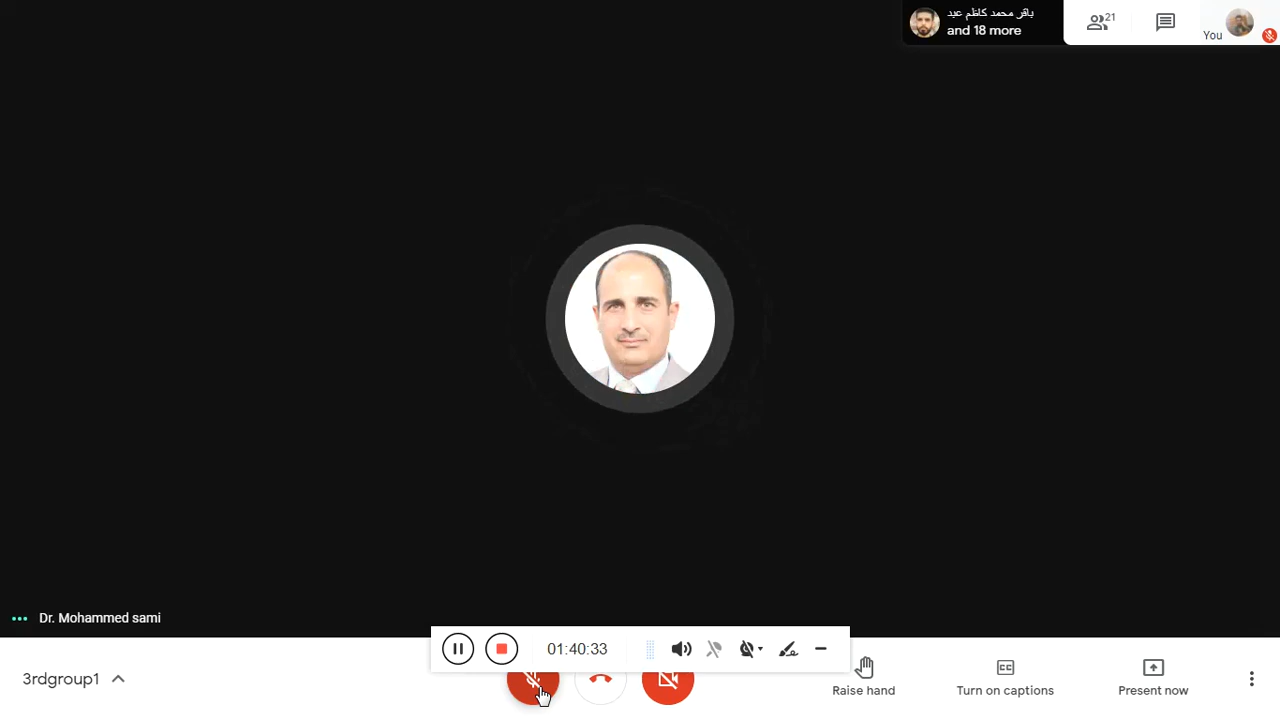 باقر محمد كاظم عبد
and 18 more
21
You
Dr. Mohammed sami
01:40:33
3rdgroup1
CC
Raise hand
Turn on captions
Present now